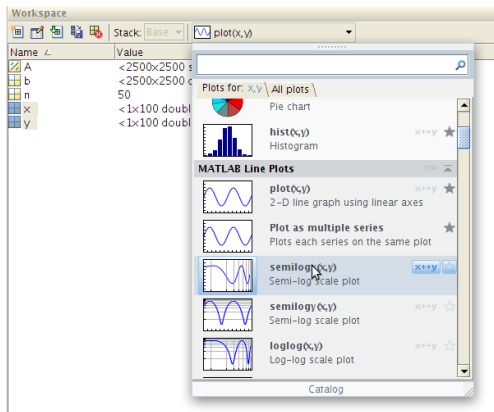 Workspace
Stack: Base plot(x,y)
Name Value
A <2500x2500 s
b <2500x2500 d
n 50
x <1x100 doubl
y <1x100 doubl
Plots for: x,y All plots
Pie chart
hist(x,y) x↔y
Histogram
MATLAB Line Plots TOP
plot(x,y) x↔y
2-D line graph using linear axes
Plot as multiple series
Plots each series on the same plot
semilogx(x,y) x↔y
Semi-log scale plot
semilogy(x,y) x↔y
Semi-log scale plot
loglog(x,y) x↔y
Log-log scale plot
Catalog